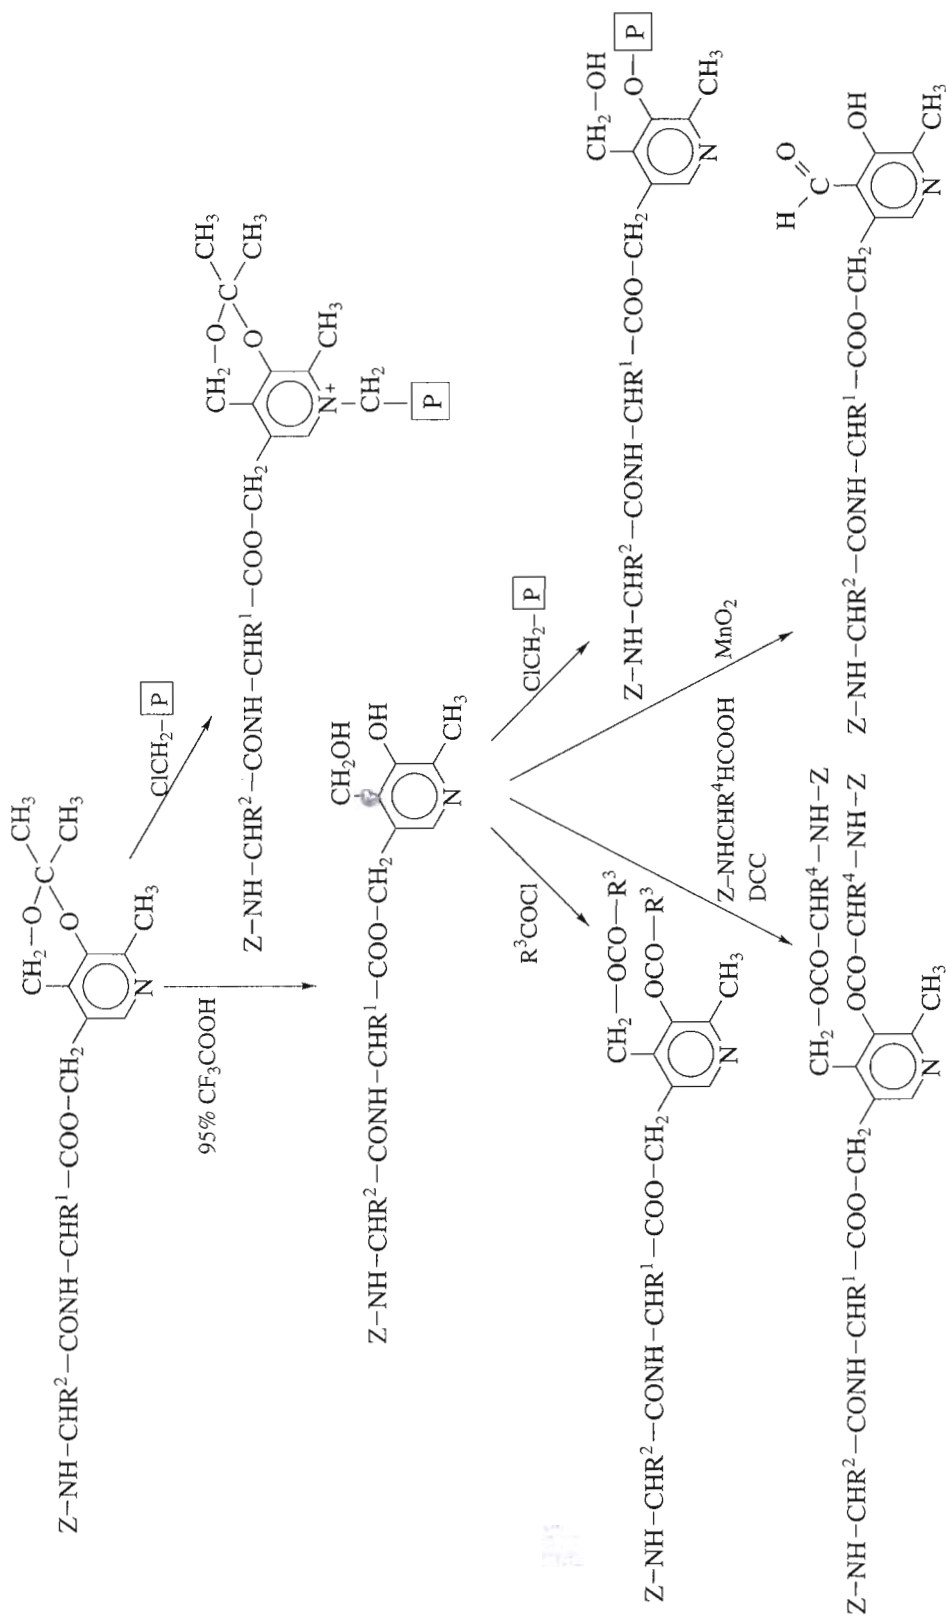 Z–NH–CHR²–CONH–CHR¹–COO–CH₂
CH₂–O
C
CH₃
CH₃
O
CH₃
N
ClCH₂–P
95% CF₃COOH
Z–NH–CHR²–CONH–CHR¹–COO–CH₂
CH₂–O
C
CH₃
CH₃
O
CH₃
N⁺
CH₂
P
Z–NH–CHR²–CONH–CHR¹–COO–CH₂
CH₂OH
OH
CH₃
N
R³COCl
ClCH₂–P
Z–NHCHR⁴HCOOH
DCC
MnO₂
Z–NH–CHR²–CONH–CHR¹–COO–CH₂
CH₂–OCO–R³
OCO–R³
CH₃
N
Z–NH–CHR²–CONH–CHR¹–COO–CH₂
CH₂–OH
O–P
CH₃
N
Z–NH–CHR²–CONH–CHR¹–COO–CH₂
CH₂–OCO–CHR⁴–NH–Z
OCO–CHR⁴–NH–Z
CH₃
N
Z–NH–CHR²–CONH–CHR¹–COO–CH₂
H
C
O
OH
CH₃
N